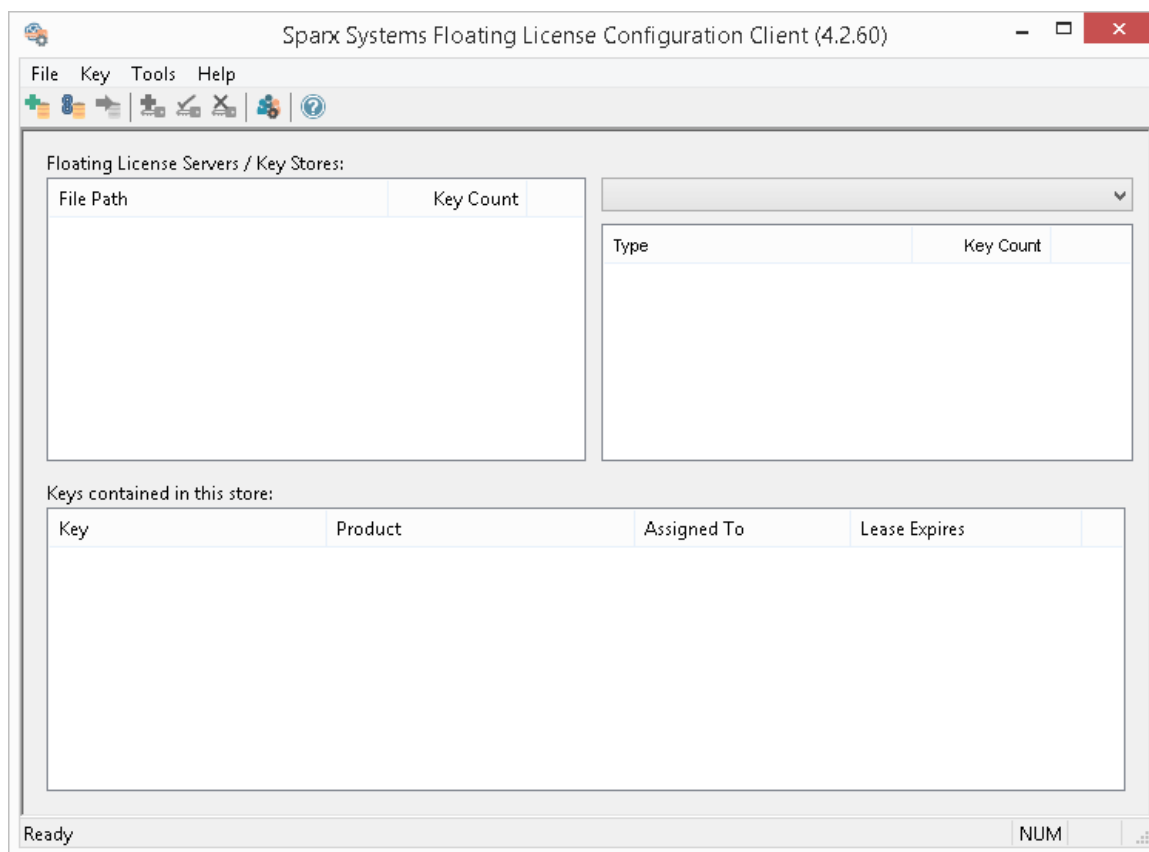 Sparx Systems Floating License Configuration Client (4.2.60)
File Key Tools Help
Floating License Servers / Key Stores:
File Path Key Count
Type Key Count
Keys contained in this store:
Key Product Assigned To Lease Expires
Ready NUM